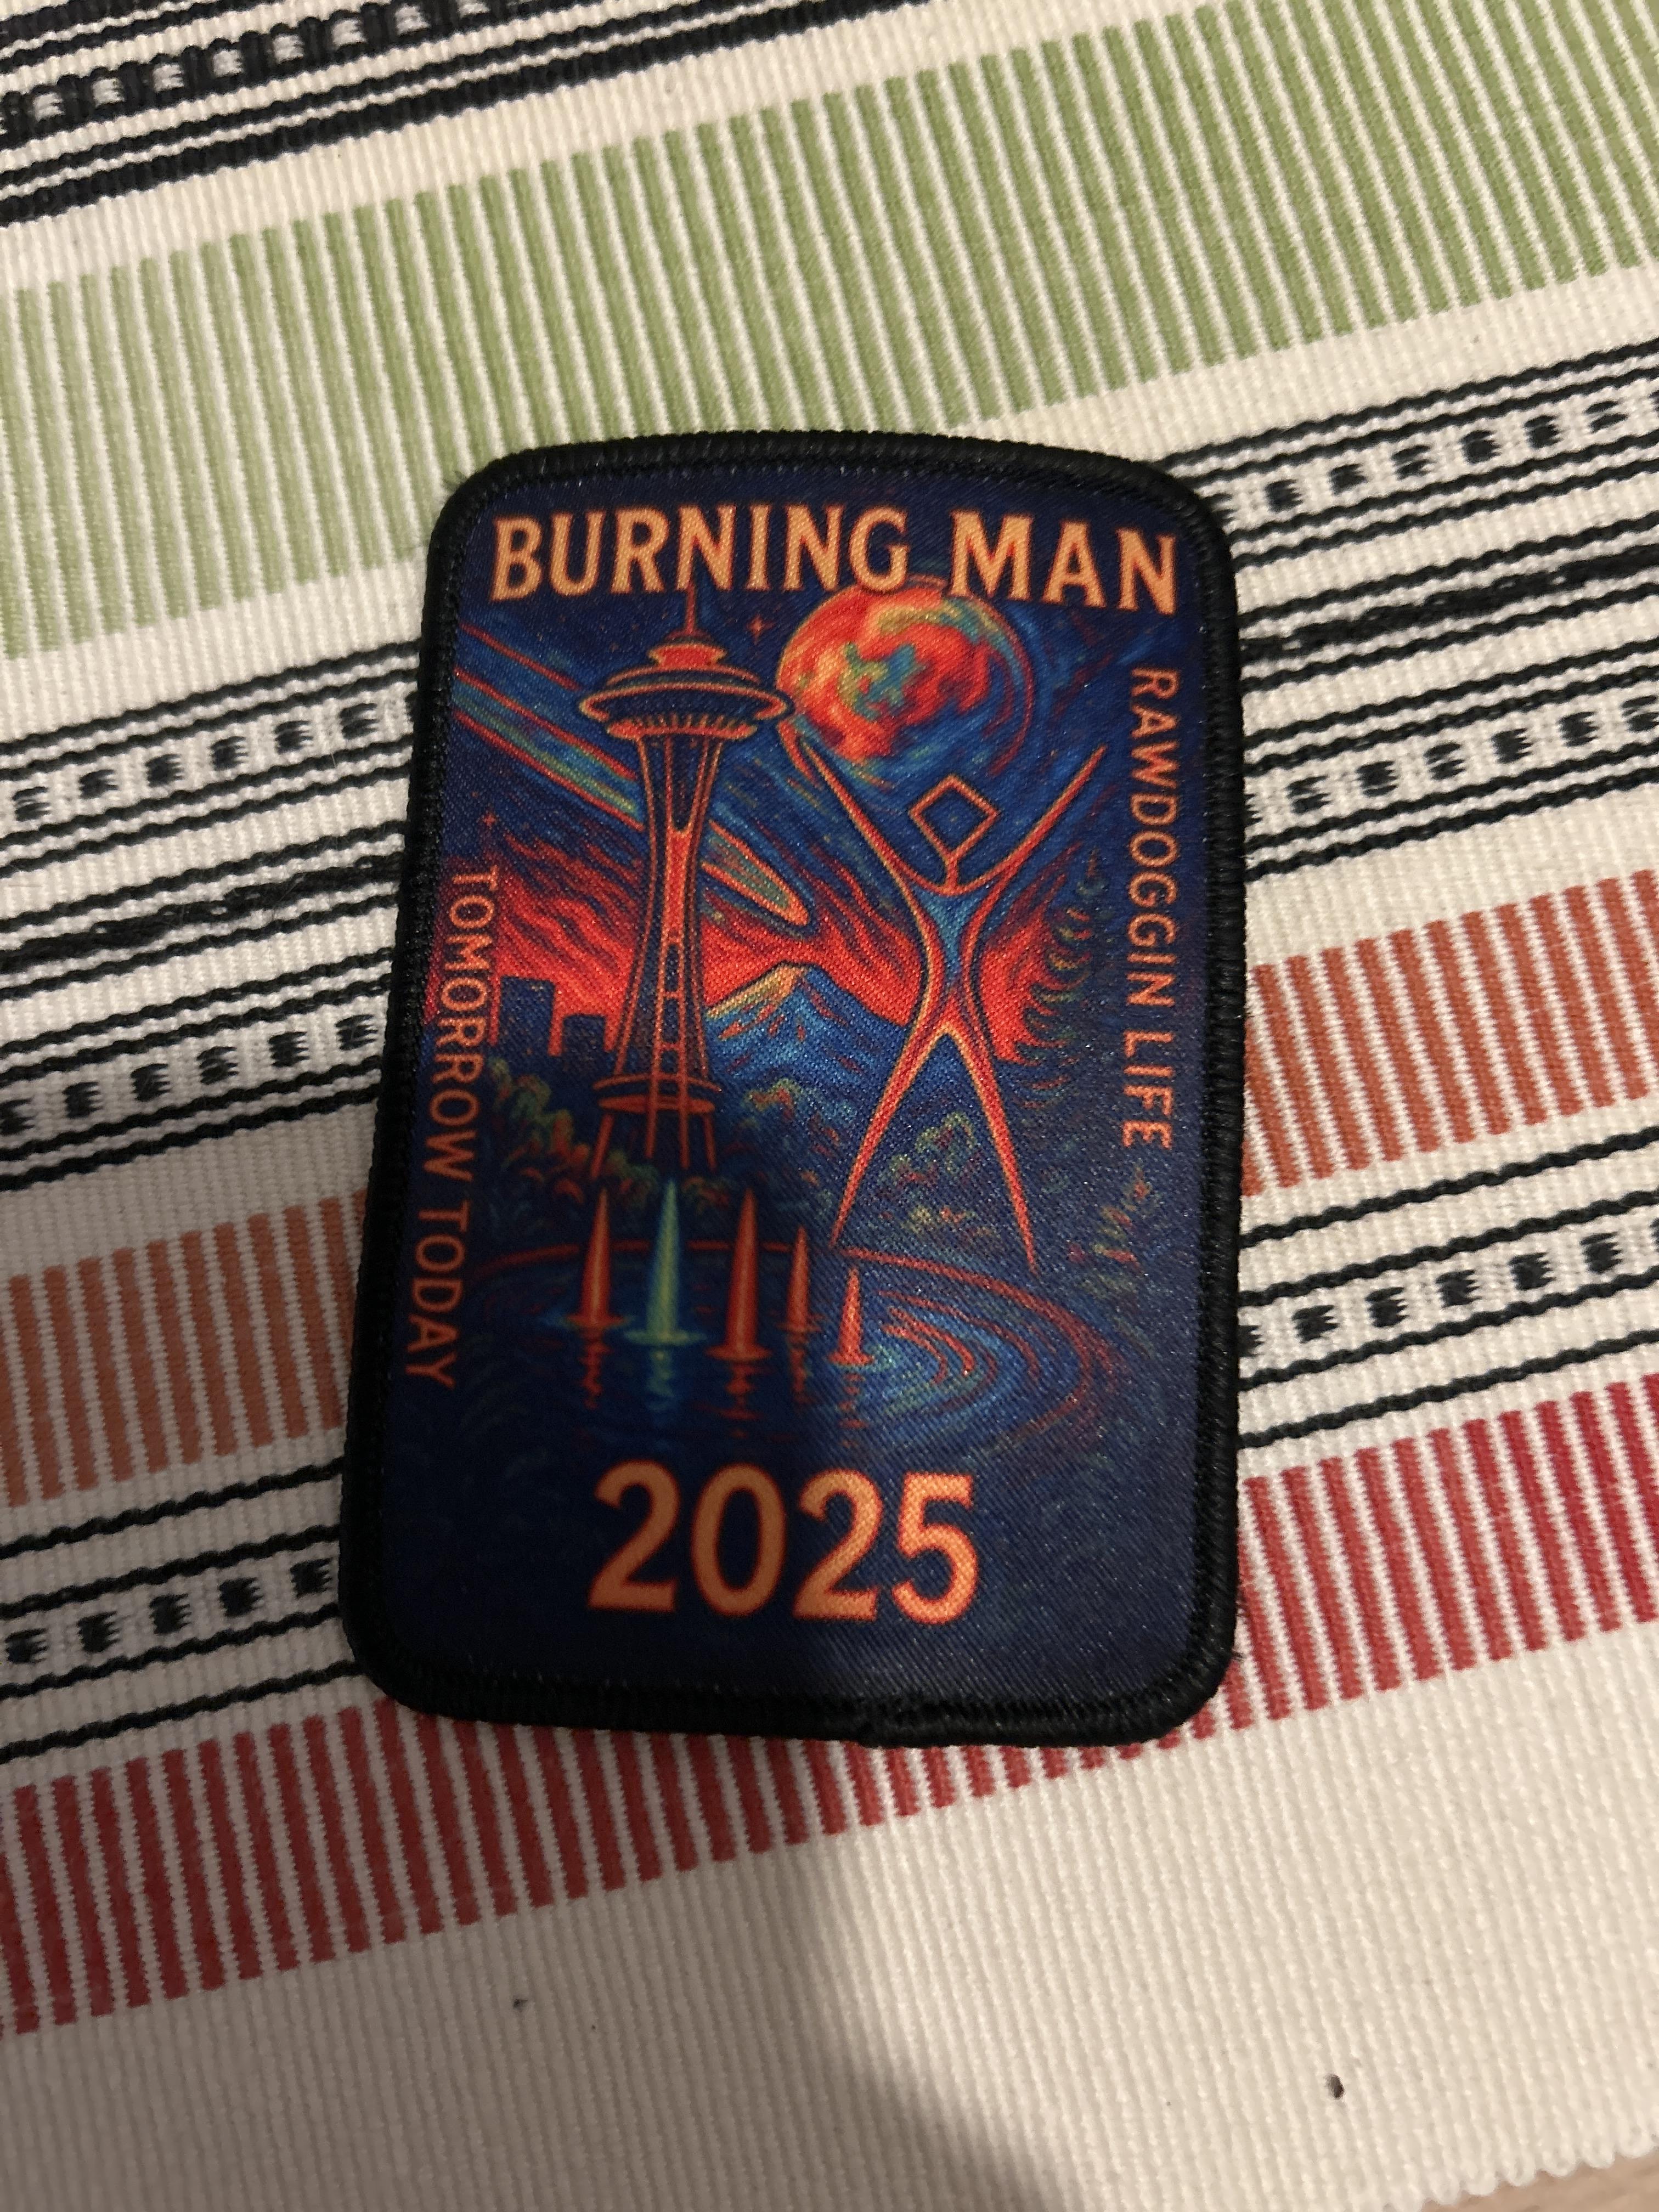 BURNING MAN
RAWDOGGIN LIFE
TOMORROW TODAY
2025